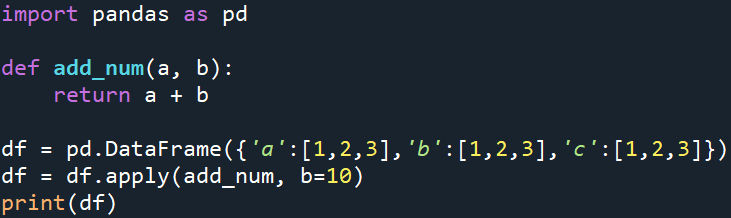 import pandas as pd
def add_num(a, b):
    return a + b
df = pd.DataFrame({'a':[1,2,3],'b':[1,2,3],'c':[1,2,3]})
df = df.apply(add_num, b=10)
print(df)